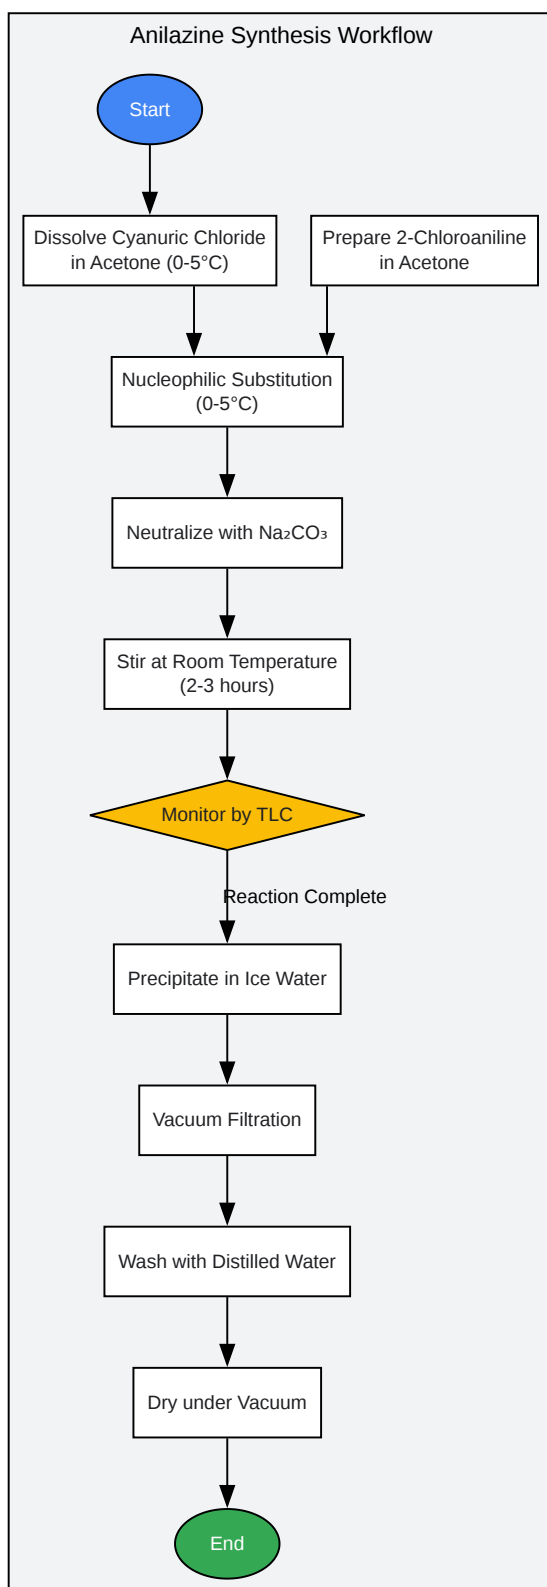 Anilazine Synthesis Workflow
Start
Dissolve Cyanuric Chloride
in Acetone (0-5°C)
Prepare 2-Chloroaniline
in Acetone
Nucleophilic Substitution
(0-5°C)
Neutralize with Na₂CO₃
Stir at Room Temperature
(2-3 hours)
Monitor by TLC
Reaction Complete
Precipitate in Ice Water
Vacuum Filtration
Wash with Distilled Water
Dry under Vacuum
End